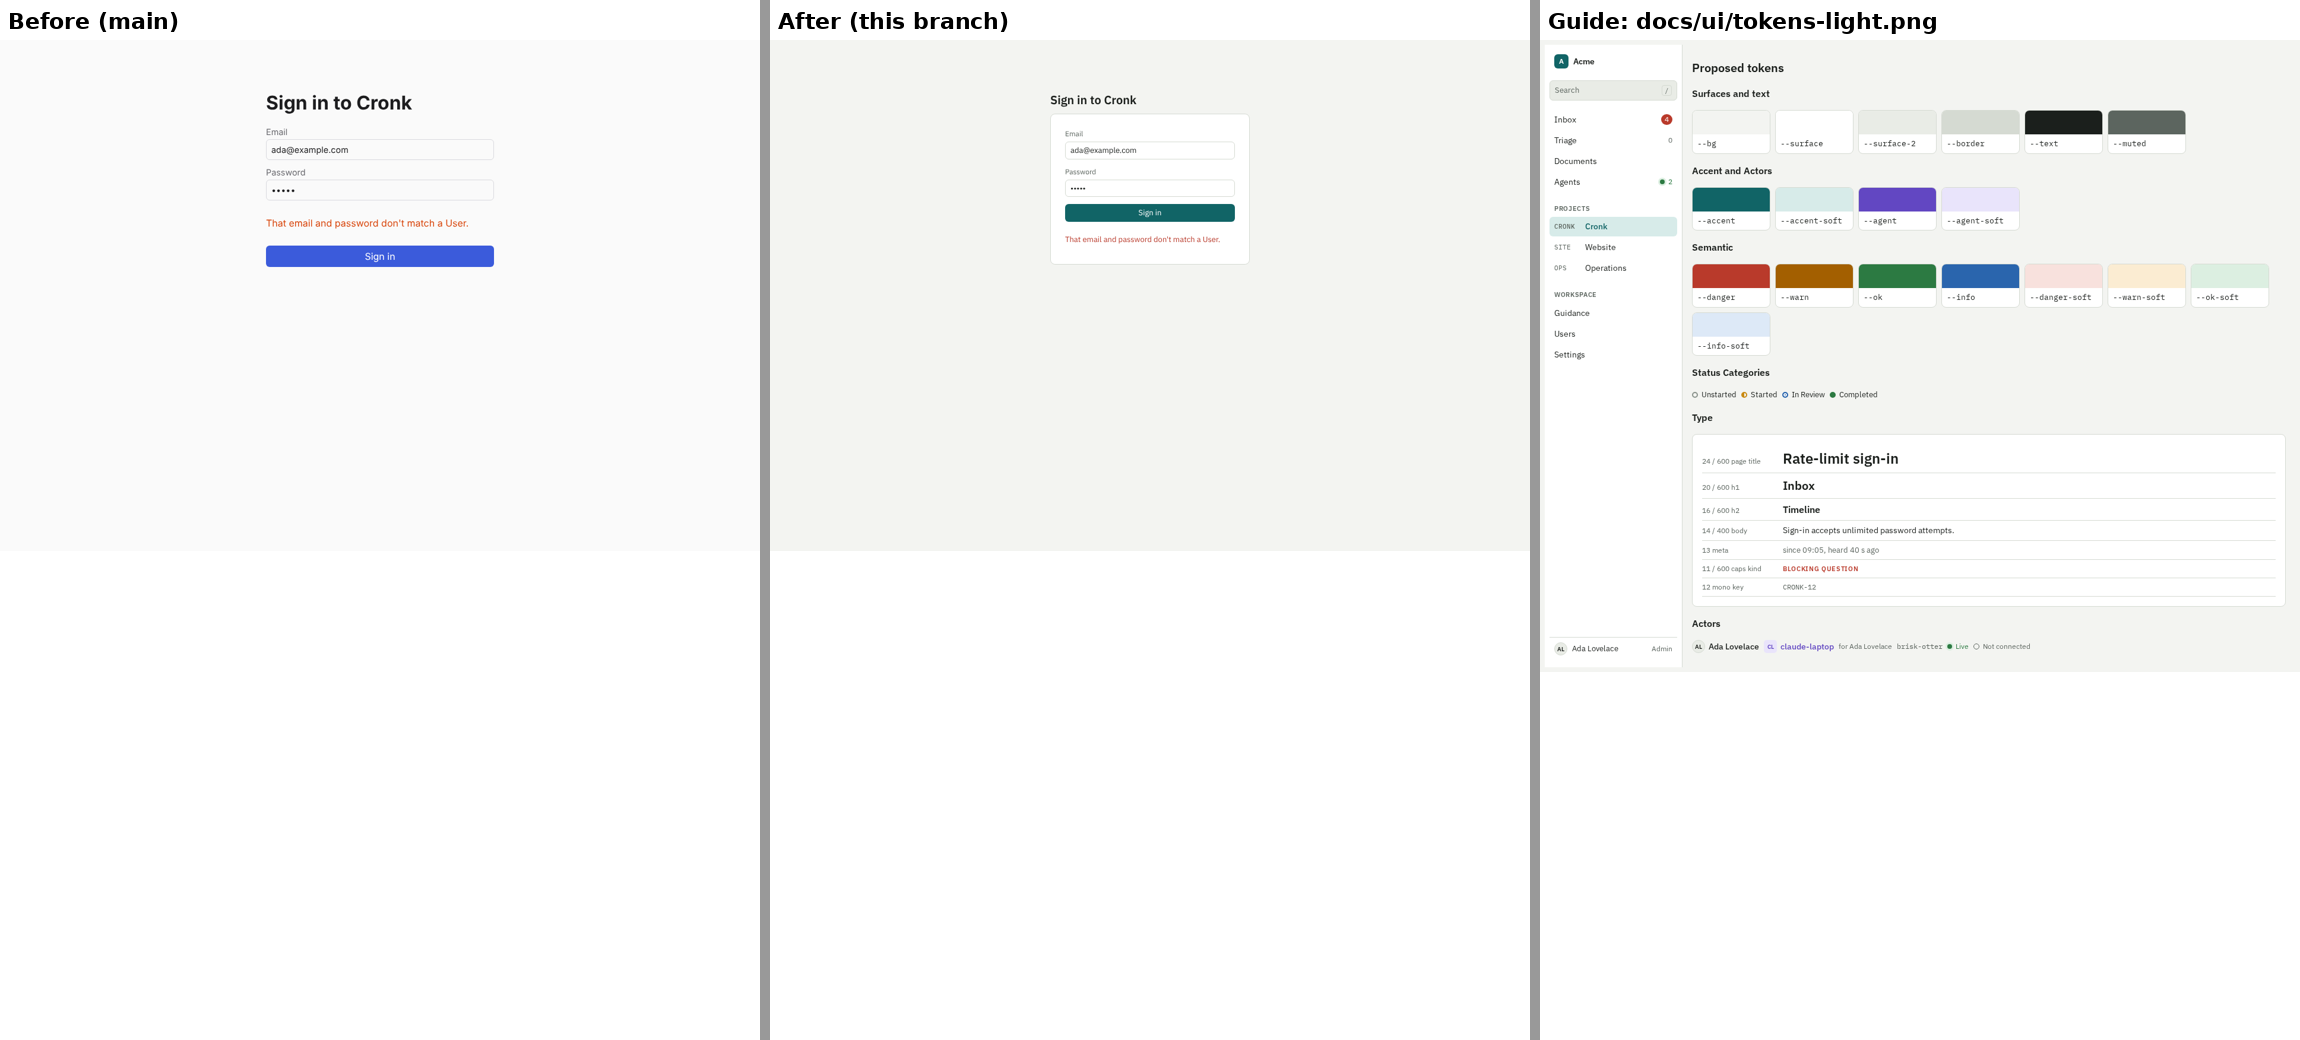 Before (main)
Sign in to Cronk
Email
ada@example.com
Password
•••••
That email and password don't match a User.
Sign in
After (this branch)
Sign in to Cronk
Email
ada@example.com
Password
•••••
Sign in
That email and password don't match a User.
Guide: docs/ui/tokens-light.png
A Acme
Search /
Inbox 4
Triage 0
Documents
Agents 2
PROJECTS
CRONK Cronk
SITE Website
OPS Operations
WORKSPACE
Guidance
Users
Settings
AL Ada Lovelace Admin
Proposed tokens
Surfaces and text
--bg --surface --surface-2 --border --text --muted
Accent and Actors
--accent --accent-soft --agent --agent-soft
Semantic
--danger --warn --ok --info --danger-soft --warn-soft --ok-soft
--info-soft
Status Categories
Unstarted Started In Review Completed
Type
24 / 600 page title Rate-limit sign-in
20 / 600 h1 Inbox
16 / 600 h2 Timeline
14 / 400 body Sign-in accepts unlimited password attempts.
13 meta since 09:05, heard 40 s ago
11 / 600 caps kind BLOCKING QUESTION
12 mono key CRONK-12
Actors
AL Ada Lovelace CL claude-laptop for Ada Lovelace brisk-otter Live Not connected